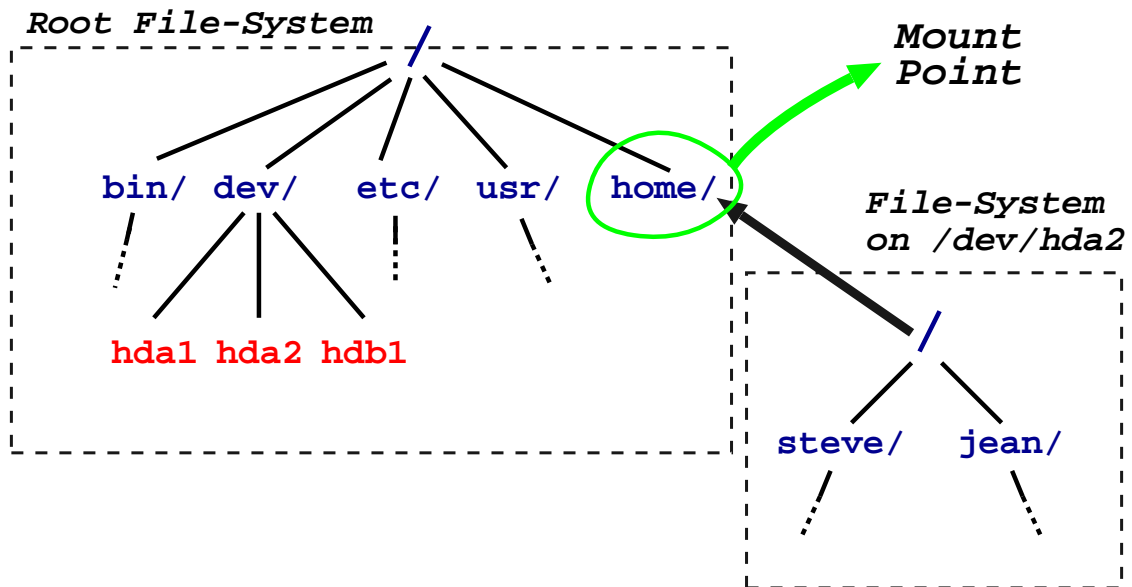 Root File-System
/
Mount
Point
bin/ dev/ etc/ usr/ home/
File-System
on /dev/hda2
hda1 hda2 hdb1
/
steve/ jean/